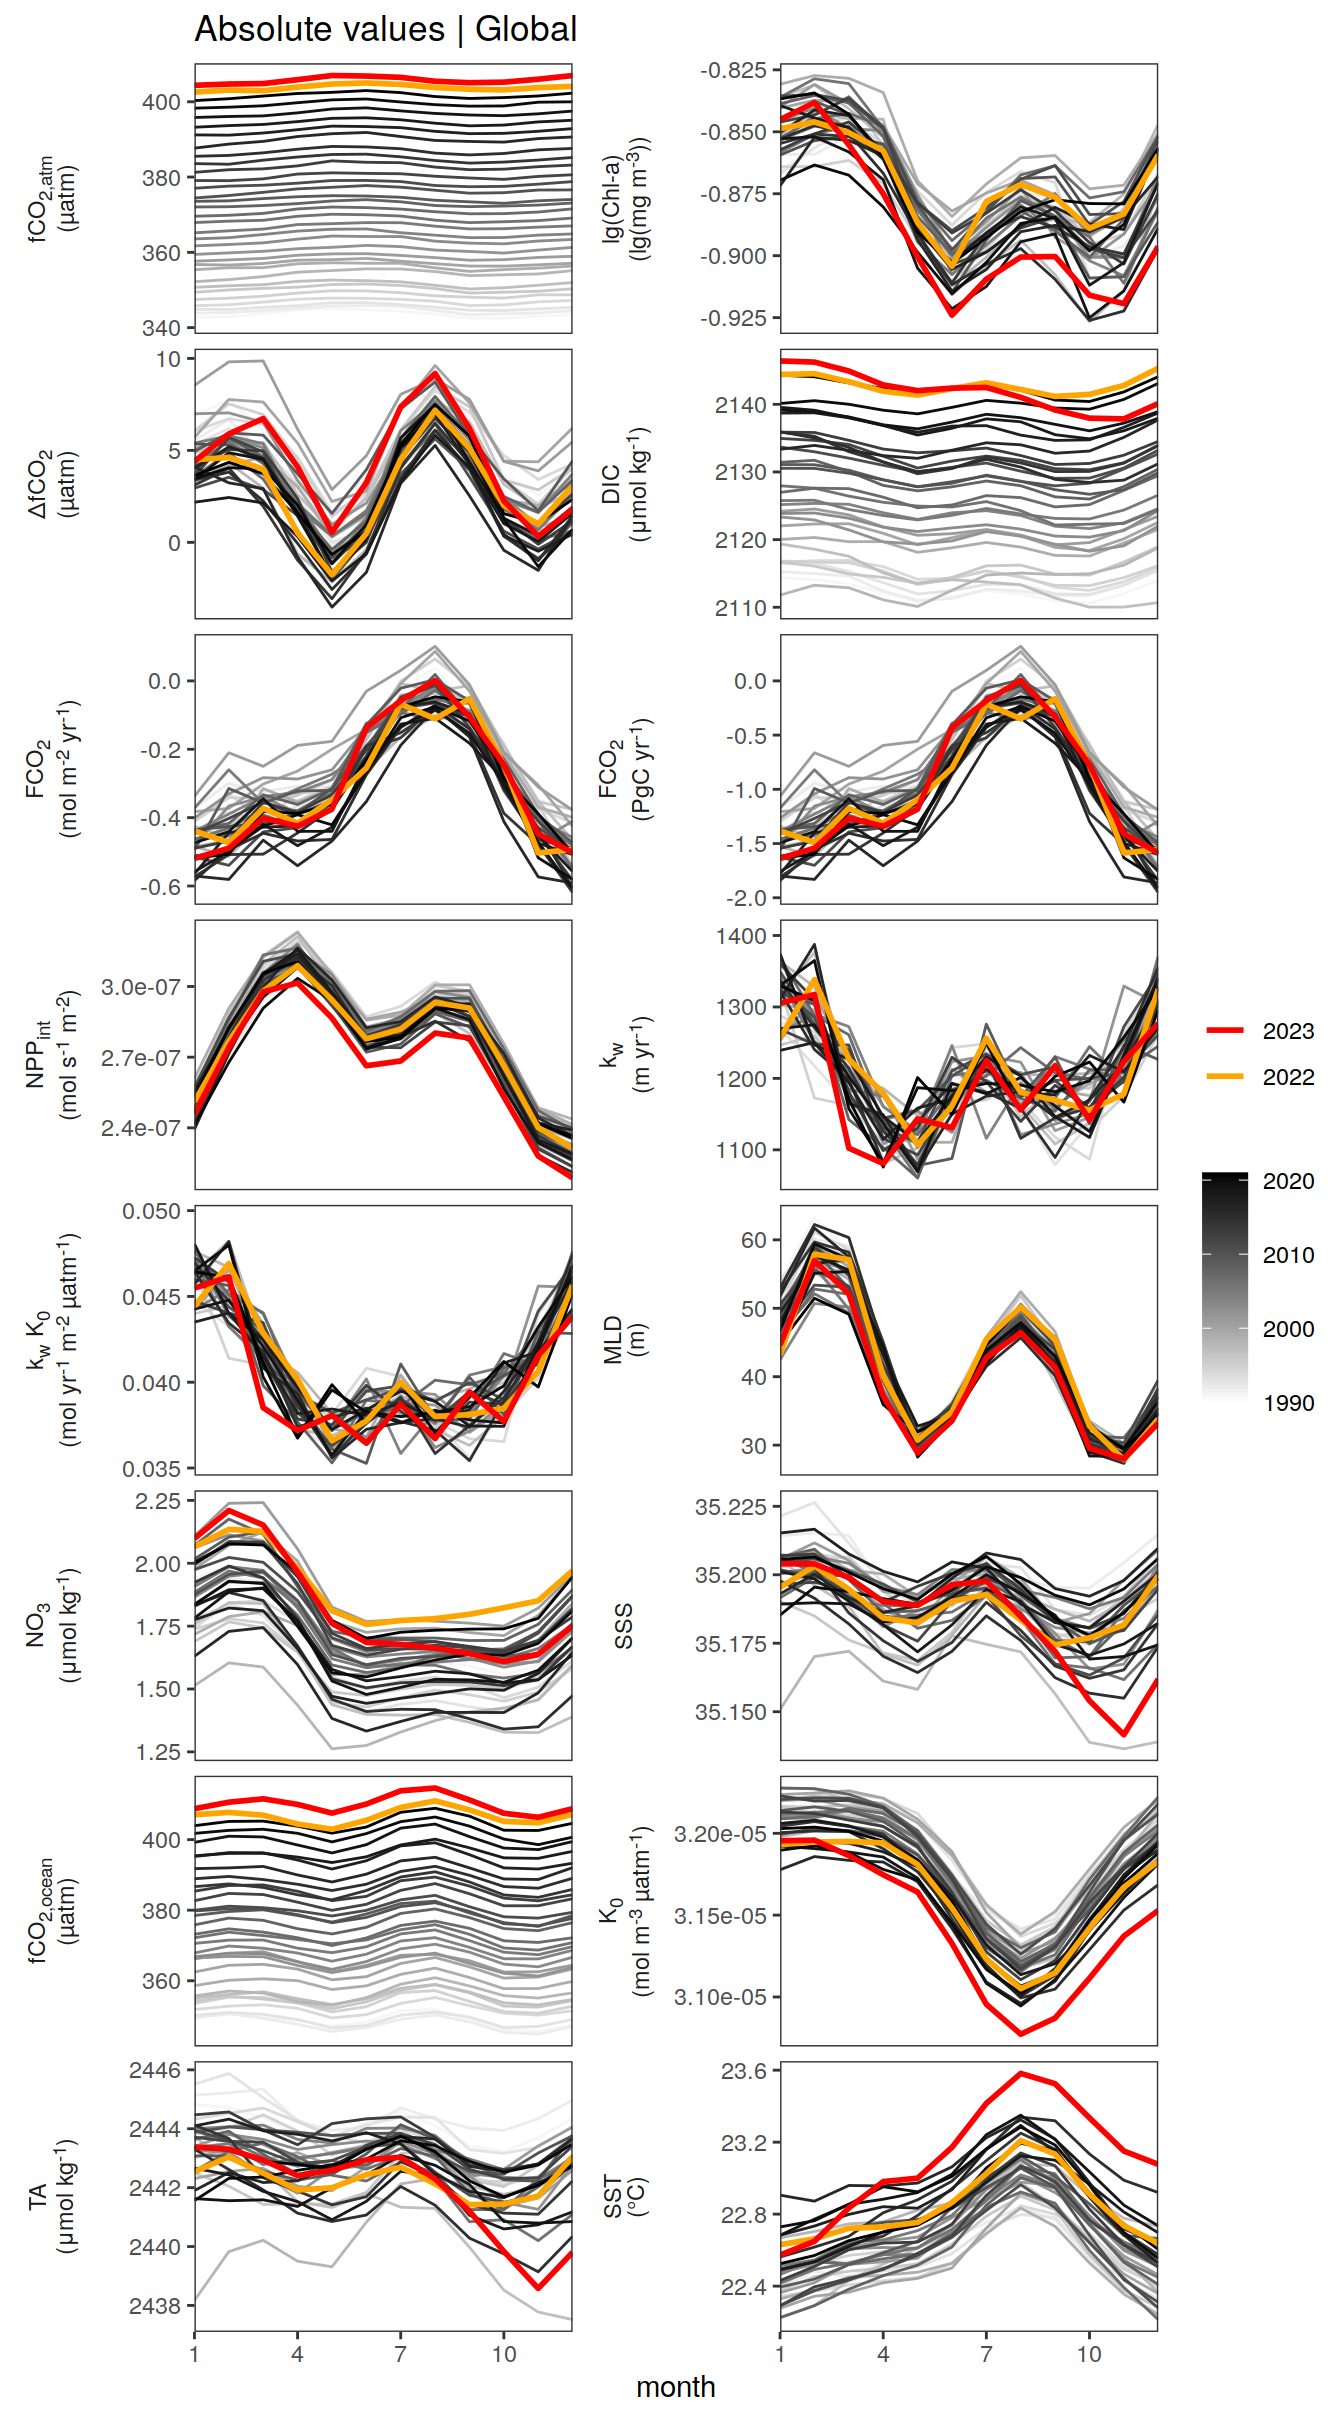 Absolute values | Global
fCO2,atm
(µatm)
400
380
360
340
lg(Chl-a)
(lg(mg m-3))
-0.825
-0.850
-0.875
-0.900
-0.925
ΔfCO2
(µatm)
10
5
0
DIC
(µmol kg-1)
2140
2130
2120
2110
FCO2
(mol m-2 yr-1)
0.0
-0.2
-0.4
-0.6
FCO2
(PgC yr-1)
0.0
-0.5
-1.0
-1.5
-2.0
NPPint
(mol s-1 m-2)
3.0e-07
2.7e-07
2.4e-07
kw
(m yr-1)
1400
1300
1200
1100
kw K0
(mol yr-1 m-2 µatm-1)
0.050
0.045
0.040
0.035
MLD
(m)
60
50
40
30
NO3
(µmol kg-1)
2.25
2.00
1.75
1.50
1.25
SSS
35.225
35.200
35.175
35.150
fCO2,ocean
(µatm)
400
380
360
K0
(mol m-3 µatm-1)
3.20e-05
3.15e-05
3.10e-05
TA
(µmol kg-1)
2446
2444
2442
2440
2438
SST
(°C)
23.6
23.2
22.8
22.4
1 4 7 10
1 4 7 10
month
2023
2022
2020
2010
2000
1990